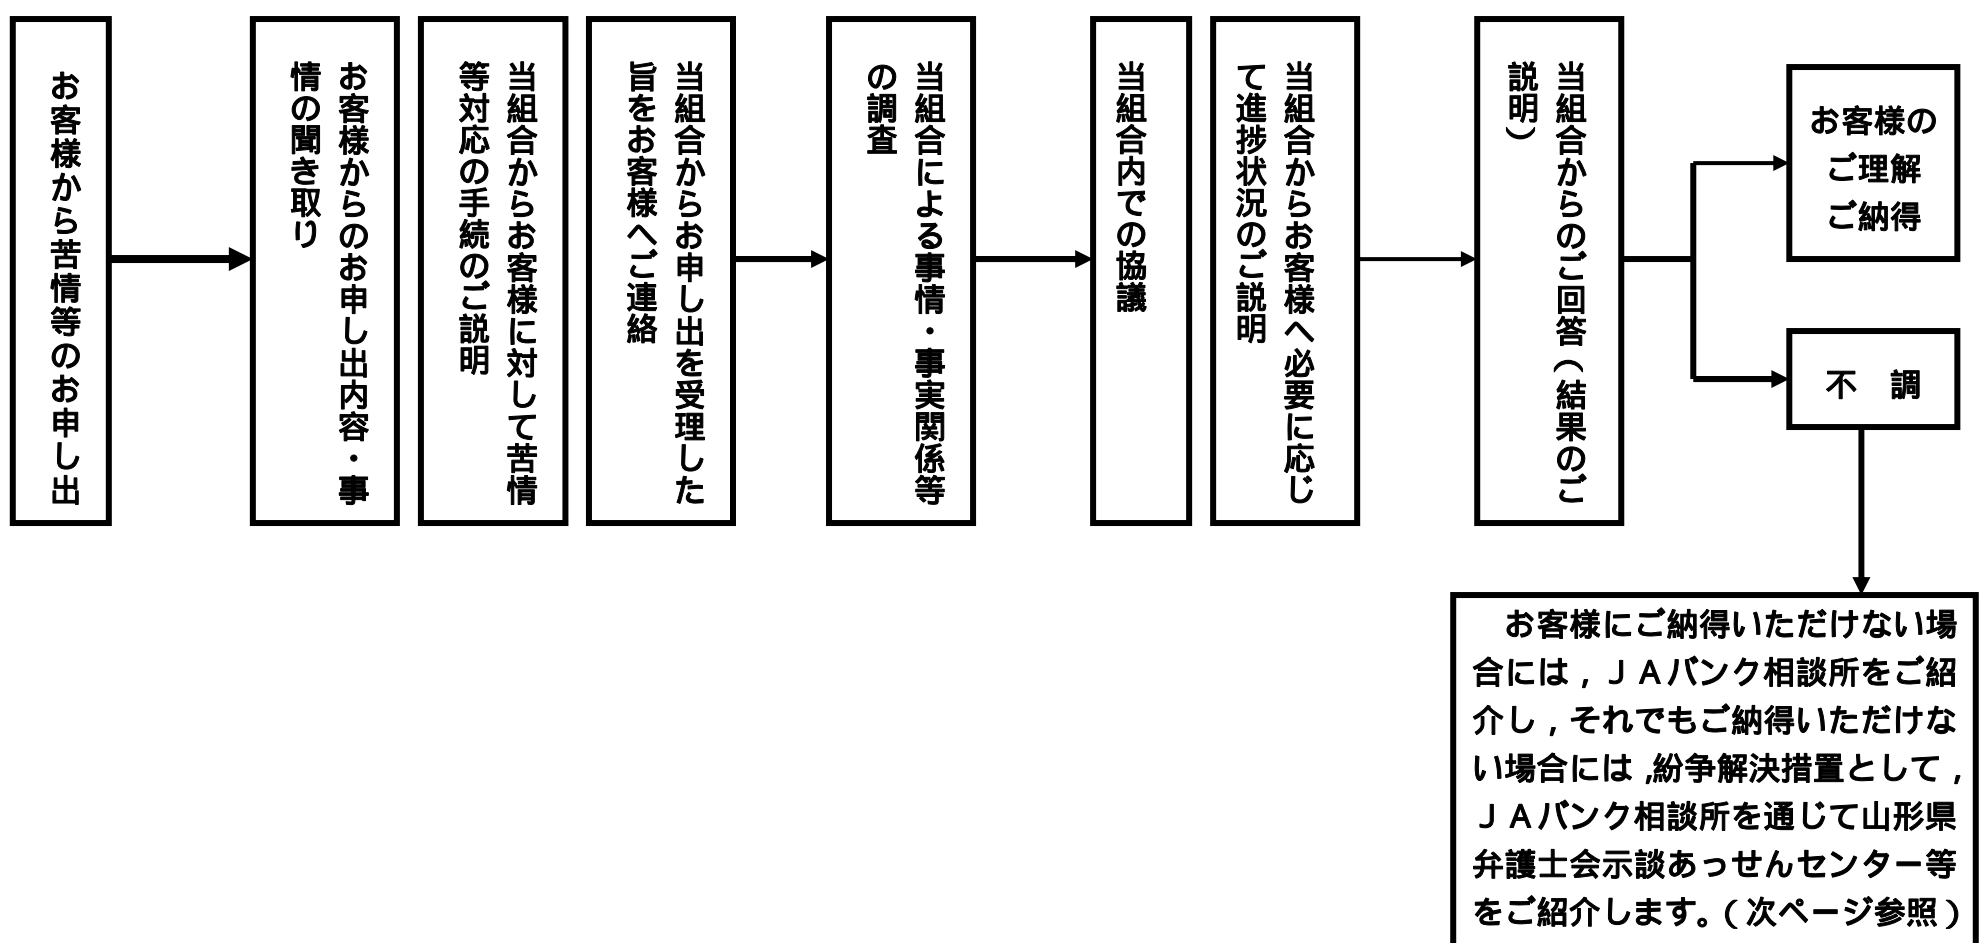 お客様から苦情等のお申し出
お客様からのお申し出内容・事
情の聞き取り
当組合からお客様に対して苦情
等対応の手続のご説明
当組合からお申し出を受理した
旨をお客様へご連絡
当組合による事情・事実関係等
の調査
当組合内での協議
当組合からお客様へ必要に応じ
て進捗状況のご説明
当組合からのご回答（結果のご
説明）
お客様の
ご理解
ご納得
不　調
お客様にご納得いただけない場
合には，ＪＡバンク相談所をご紹
介し，それでもご納得いただけな
い場合には，紛争解決措置として，
ＪＡバンク相談所を通じて山形県
弁護士会示談あっせんセンター等
をご紹介します。（次ページ参照）